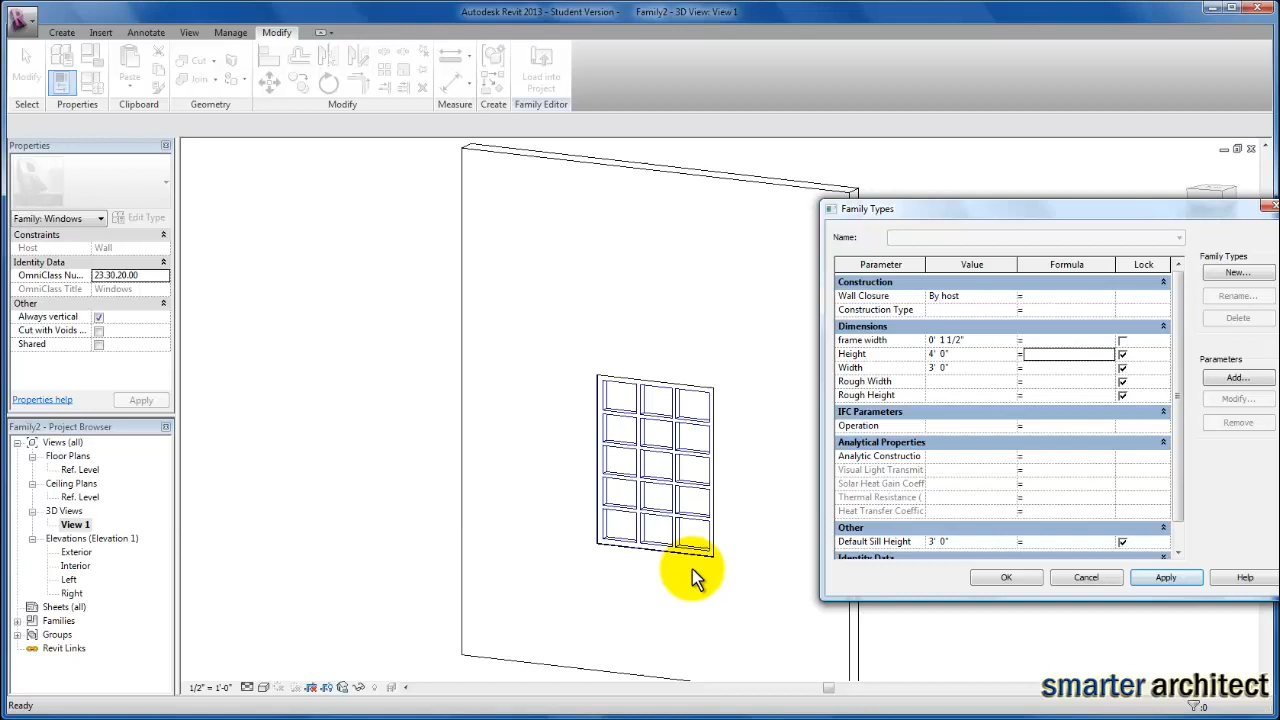 Autodesk Revit 2013 - Student Version - Family2 - 3D View: View 1
Create Insert Annotate View Manage Modify
Modify Paste Cut Join Load into Project
Select Properties Clipboard Geometry Modify Measure Create Family Editor
Properties
Family: Windows Edit Type
Constraints
Host Wall
Identity Data
OmniClass Nu... 23.30.20.00
OmniClass Title Windows
Other
Always vertical
Cut with Voids ...
Shared
Properties help Apply
Family2 - Project Browser
Views (all)
Floor Plans
Ref. Level
Ceiling Plans
Ref. Level
3D Views
View 1
Elevations (Elevation 1)
Exterior
Interior
Left
Right
Sheets (all)
Families
Groups
Revit Links
Family Types
Name:
Parameter Value Formula Lock
Construction
Wall Closure By host =
Construction Type =
Dimensions
frame width 0' 1 1/2" =
Height 4' 0" =
Width 3' 0" =
Rough Width =
Rough Height =
IFC Parameters
Operation =
Analytical Properties
Analytic Constructio =
Visual Light Transmit =
Solar Heat Gain Coeff =
Thermal Resistance ( =
Heat Transfer Coeffic =
Other
Default Sill Height 3' 0" =
Identity Data
Family Types
New...
Rename...
Delete
Parameters
Add...
Modify...
Remove
OK Cancel Apply Help
1/2" = 1'-0"
smarter architect
Ready :0